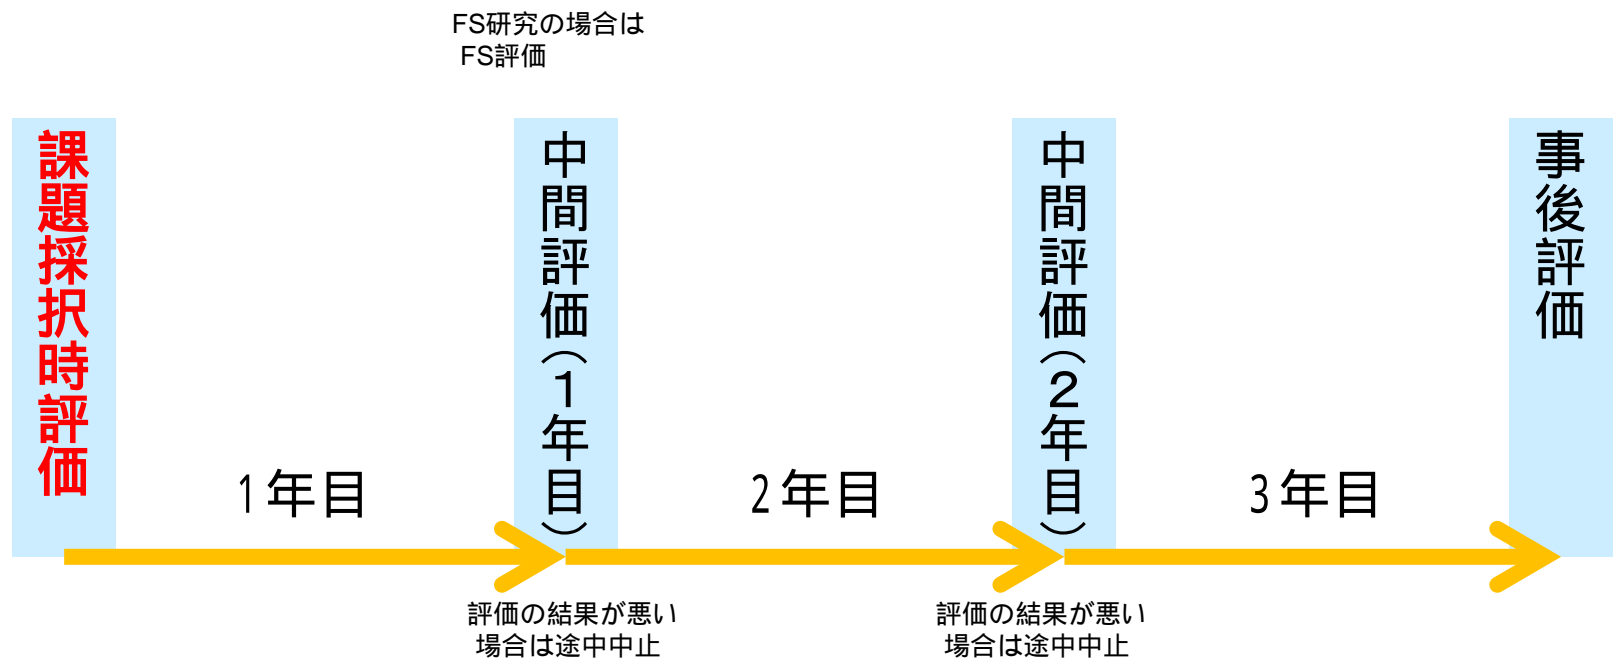 FS研究の場合は
FS評価
課題採択時評価
中間評価（１年目）
中間評価（２年目）
事後評価
1年目
2年目
3年目
評価の結果が悪い
場合は途中中止
評価の結果が悪い
場合は途中中止